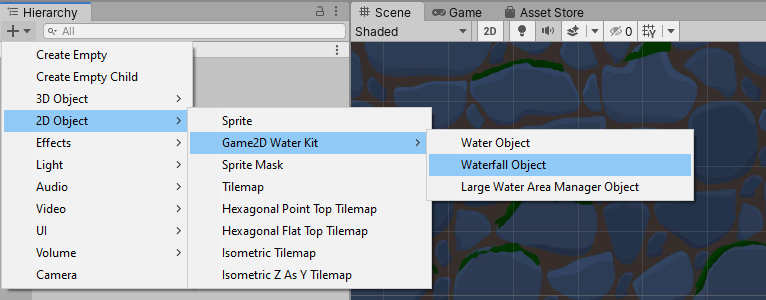 Hierarchy
All
Create Empty
Create Empty Child
3D Object
2D Object
Effects
Light
Audio
Video
UI
Volume
Camera
Sprite
Game2D Water Kit
Sprite Mask
Tilemap
Hexagonal Point Top Tilemap
Hexagonal Flat Top Tilemap
Isometric Tilemap
Isometric Z As Y Tilemap
Water Object
Waterfall Object
Large Water Area Manager Object
Scene Game Asset Store
Shaded 2D 0